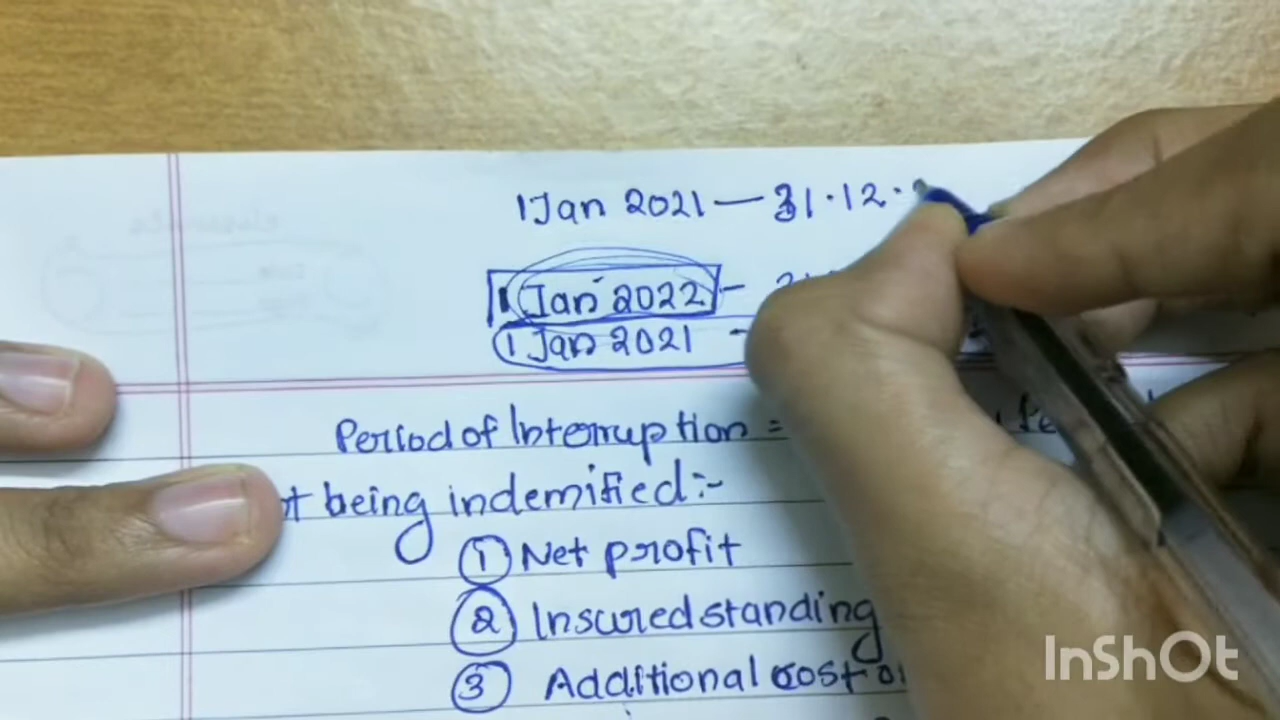 1 Jan 2021 — 31.12.
1 Jan 2022 -
1 Jan 2021 -
Period of Interruption =
being indemified:-
① Net profit
② Insured standing
③ Additional cost
InShOt